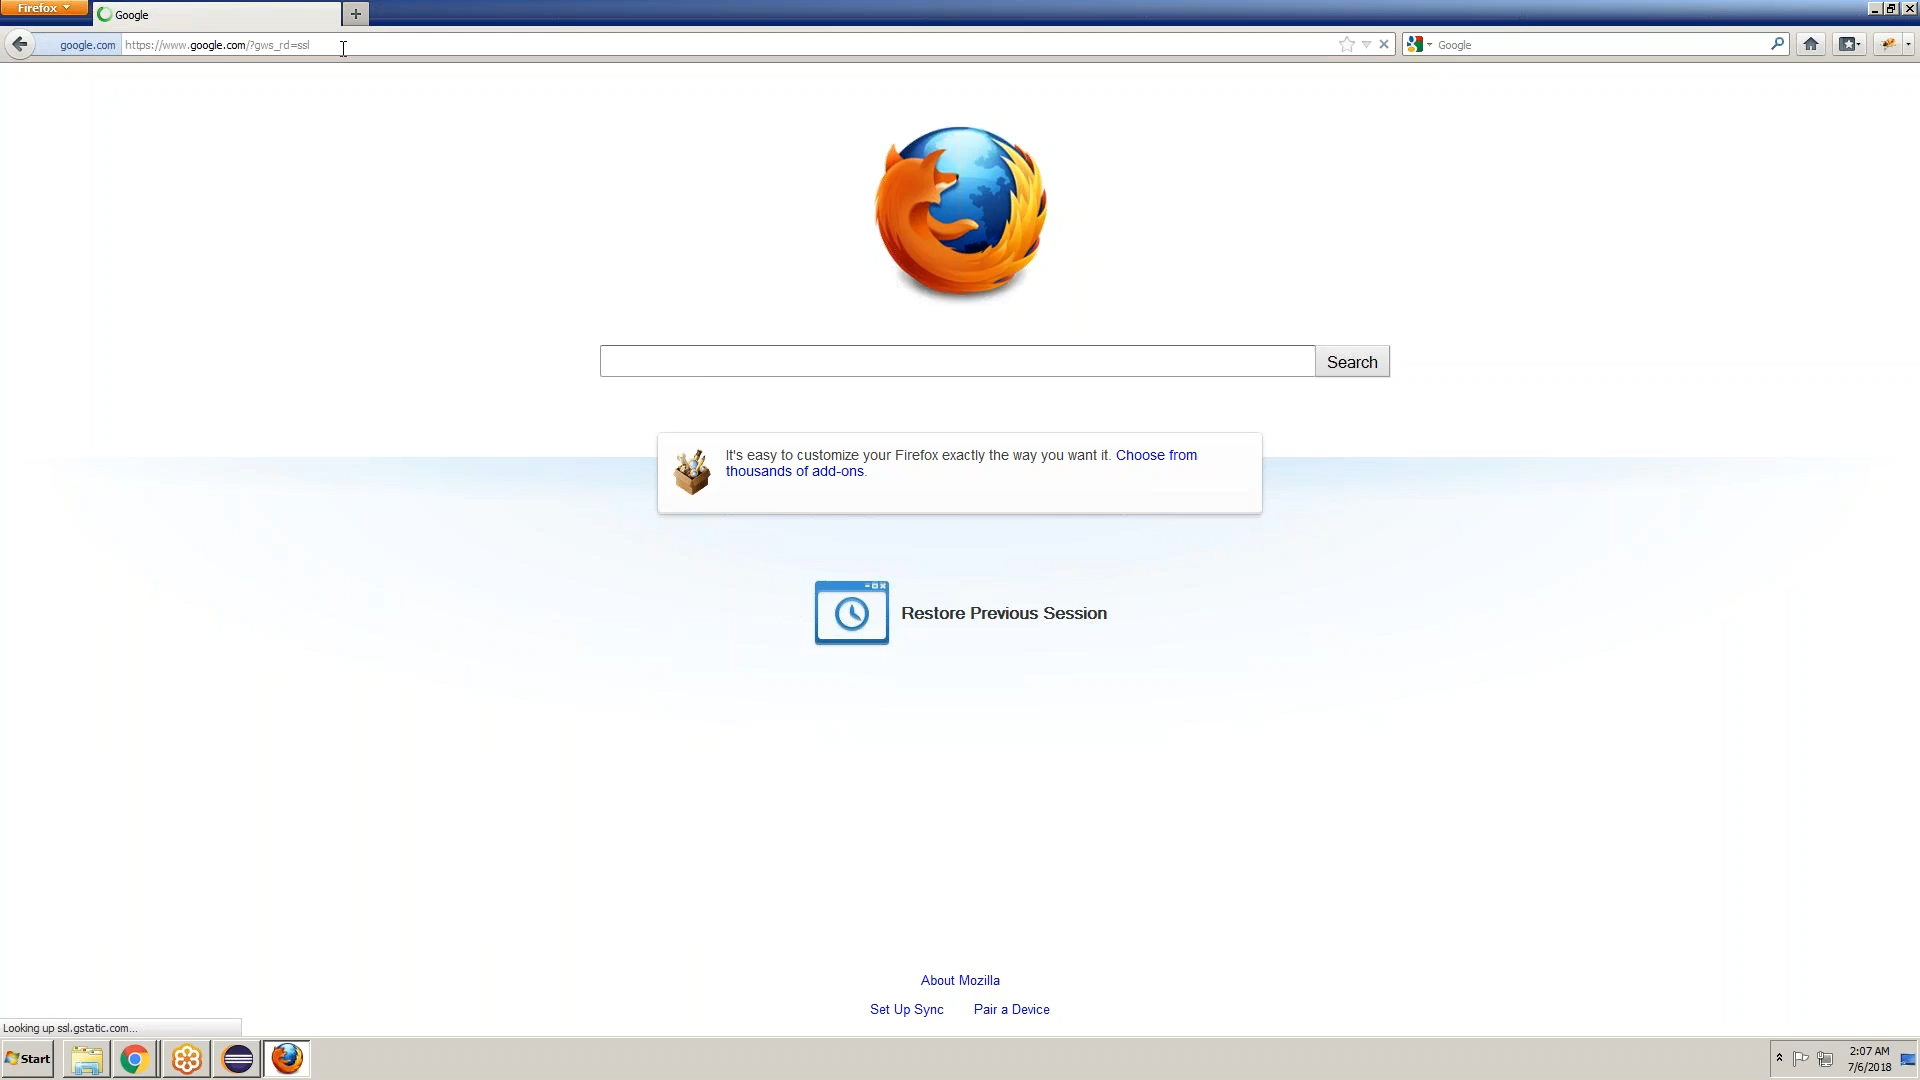 Firefox
Google
google.com https://www.google.com/?gws_rd=ssl
Google
Search
It's easy to customize your Firefox exactly the way you want it. Choose from
thousands of add-ons.
Restore Previous Session
About Mozilla
Set Up Sync Pair a Device
Looking up ssl.gstatic.com...
Start
2:07 AM
7/6/2018